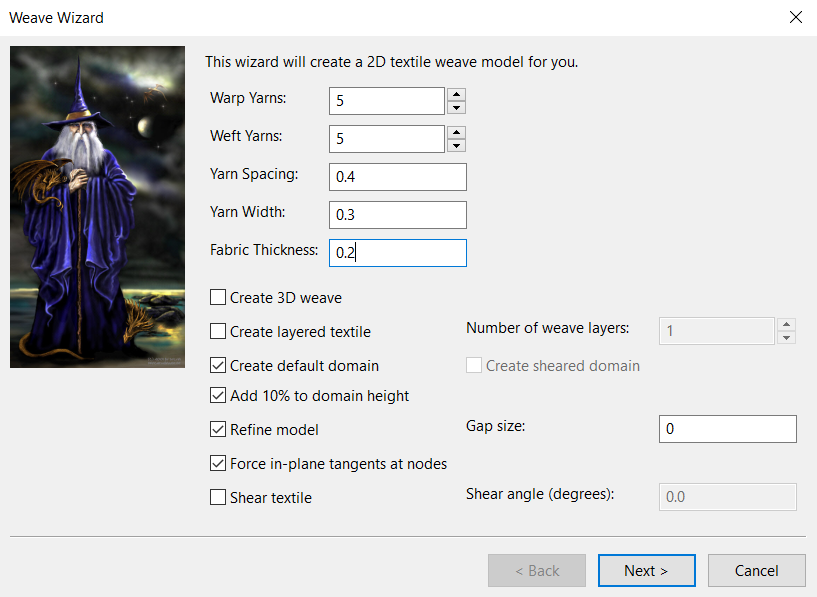 Weave Wizard
This wizard will create a 2D textile weave model for you.
Warp Yarns: 5
Weft Yarns: 5
Yarn Spacing: 0.4
Yarn Width: 0.3
Fabric Thickness: 0.2
Create 3D weave
Create layered textile Number of weave layers: 1
Create default domain Create sheared domain
Add 10% to domain height
Refine model Gap size: 0
Force in-plane tangents at nodes
Shear textile Shear angle (degrees): 0.0
< Back Next > Cancel